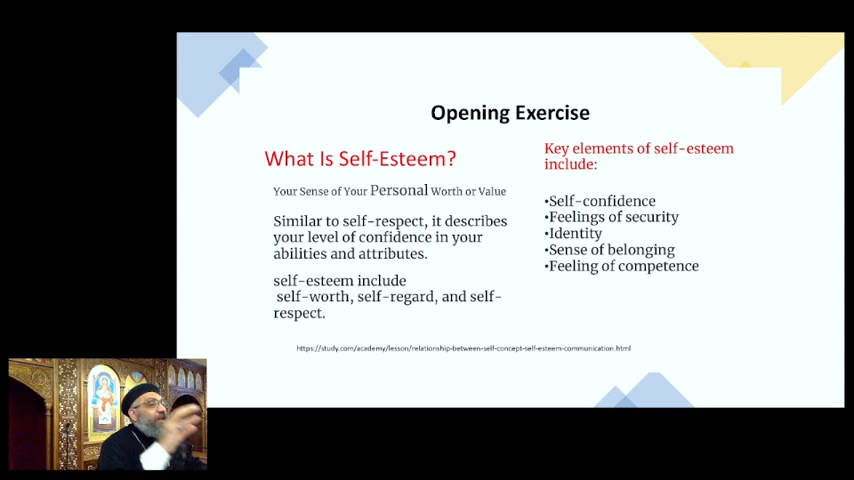 Opening Exercise
What Is Self-Esteem?
Your Sense of Your Personal Worth or Value
Similar to self-respect, it describes
your level of confidence in your
abilities and attributes.
self-esteem include
self-worth, self-regard, and self-
respect.
Key elements of self-esteem
include:
•Self-confidence
•Feelings of security
•Identity
•Sense of belonging
•Feeling of competence
https://study.com/academy/lesson/relationship-between-self-concept-self-esteem-communication.html